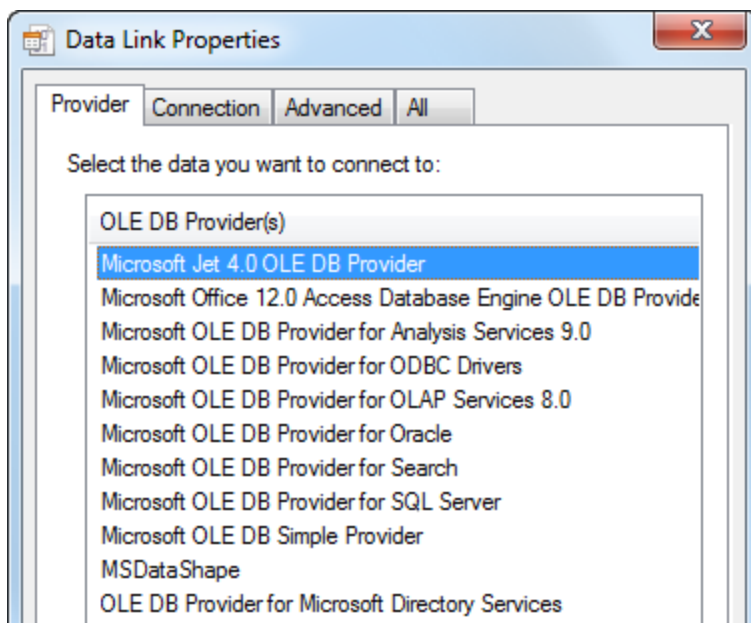 Data Link Properties
Provider Connection Advanced All
Select the data you want to connect to:
OLE DB Provider(s)
Microsoft Jet 4.0 OLE DB Provider
Microsoft Office 12.0 Access Database Engine OLE DB Provide
Microsoft OLE DB Provider for Analysis Services 9.0
Microsoft OLE DB Provider for ODBC Drivers
Microsoft OLE DB Provider for OLAP Services 8.0
Microsoft OLE DB Provider for Oracle
Microsoft OLE DB Provider for Search
Microsoft OLE DB Provider for SQL Server
Microsoft OLE DB Simple Provider
MSDataShape
OLE DB Provider for Microsoft Directory Services